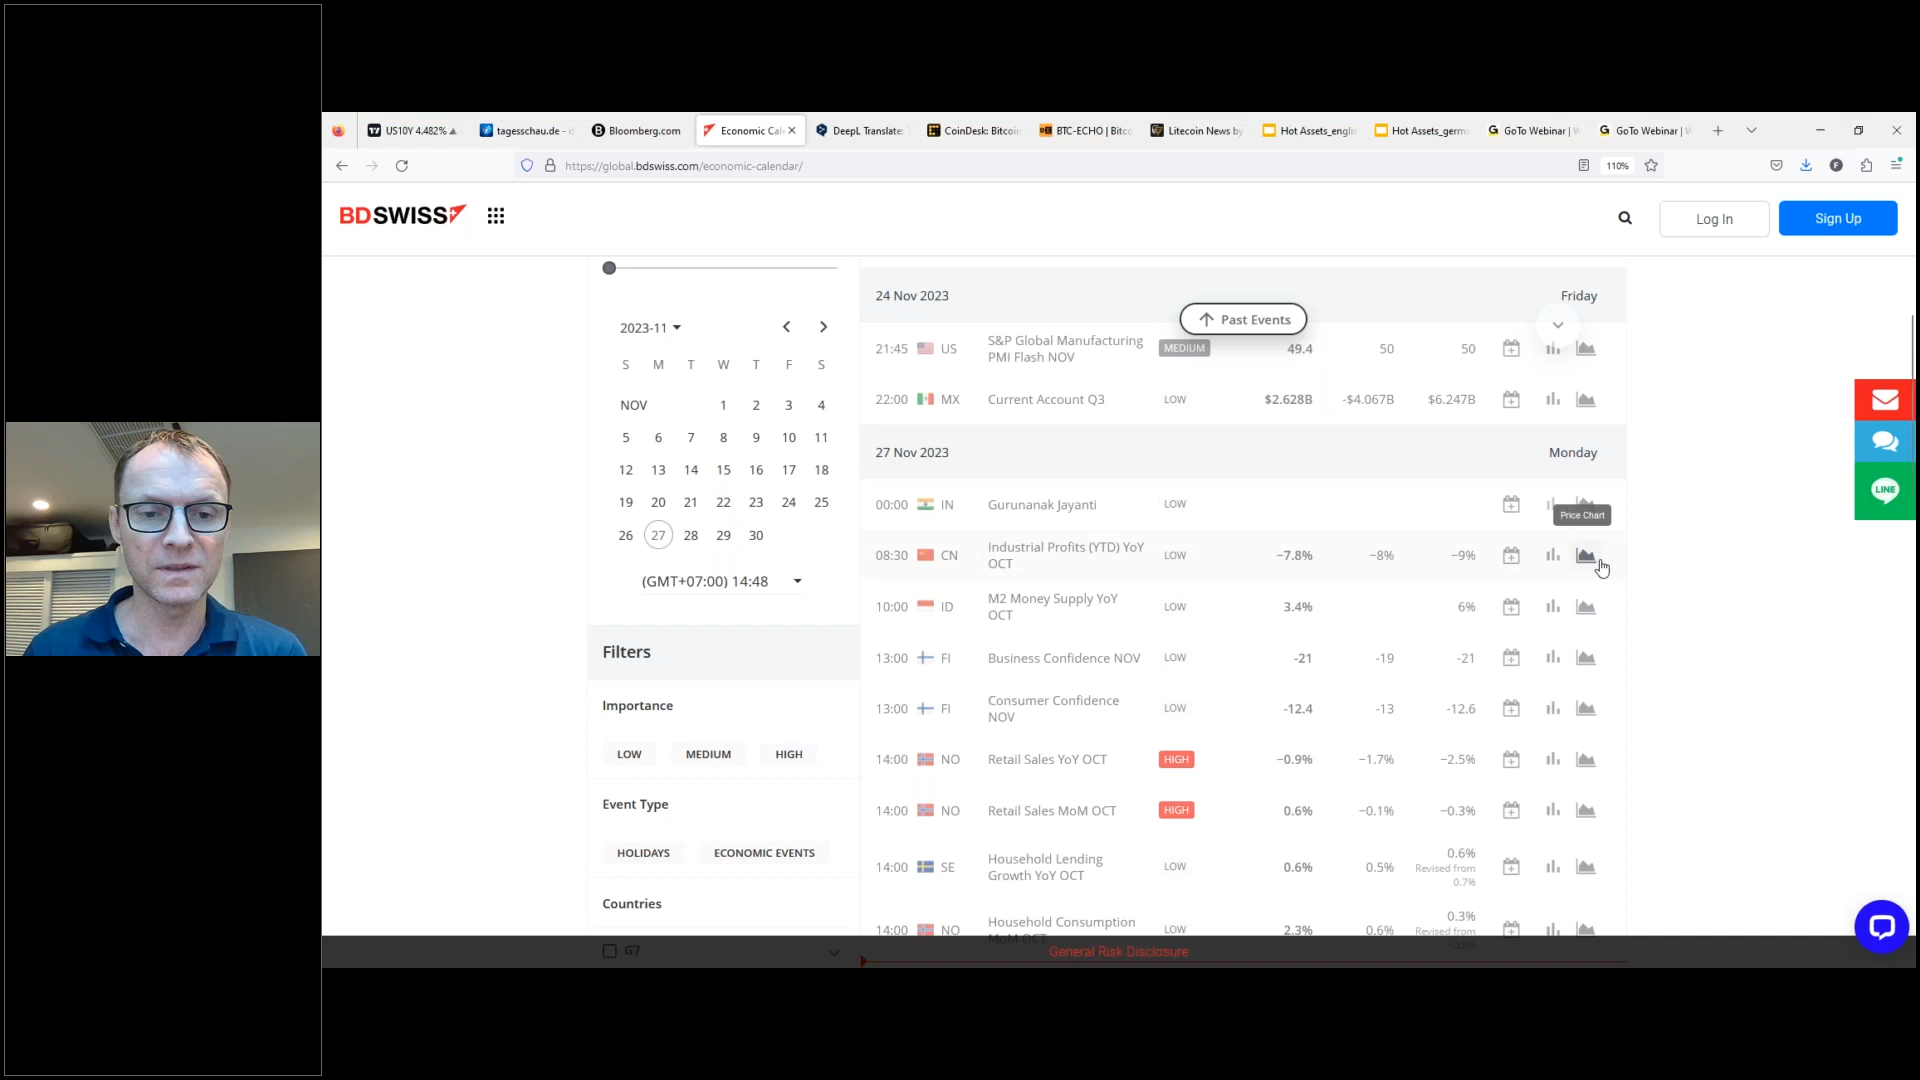 US10Y 4.482%
tagesschau.de - d
Bloomberg.com
Economic Cal
DeepL Translate:
CoinDesk: Bitcoin
BTC-ECHO | Bitco
Litecoin News by
Hot Assets_englis
Hot Assets_germa
GoTo Webinar |
GoTo Webinar |
https://global.bdswiss.com/economic-calendar/
110%
BDSWISS
Log In
Sign Up
24 Nov 2023 Friday
Past Events
21:45 US S&P Global Manufacturing PMI Flash NOV MEDIUM 49.4 50 50
22:00 MX Current Account Q3 LOW $2.628B -$4.067B $6.247B
27 Nov 2023 Monday
00:00 IN Gurunanak Jayanti LOW
Price Chart
08:30 CN Industrial Profits (YTD) YoY OCT LOW −7.8% −8% −9%
10:00 ID M2 Money Supply YoY OCT LOW 3.4% 6%
13:00 FI Business Confidence NOV LOW -21 -19 -21
13:00 FI Consumer Confidence NOV LOW -12.4 -13 -12.6
14:00 NO Retail Sales YoY OCT HIGH −0.9% −1.7% −2.5%
14:00 NO Retail Sales MoM OCT HIGH 0.6% −0.1% −0.3%
14:00 SE Household Lending Growth YoY OCT LOW 0.6% 0.5% 0.6%
Revised from 0.7%
14:00 NO Household Consumption MoM OCT LOW 2.3% 0.6% 0.3%
Revised from
2023-11
S M T W T F S
NOV 1 2 3 4
5 6 7 8 9 10 11
12 13 14 15 16 17 18
19 20 21 22 23 24 25
26 27 28 29 30
(GMT+07:00) 14:48
Filters
Importance
LOW MEDIUM HIGH
Event Type
HOLIDAYS ECONOMIC EVENTS
Countries
G7
General Risk Disclosure
LINE